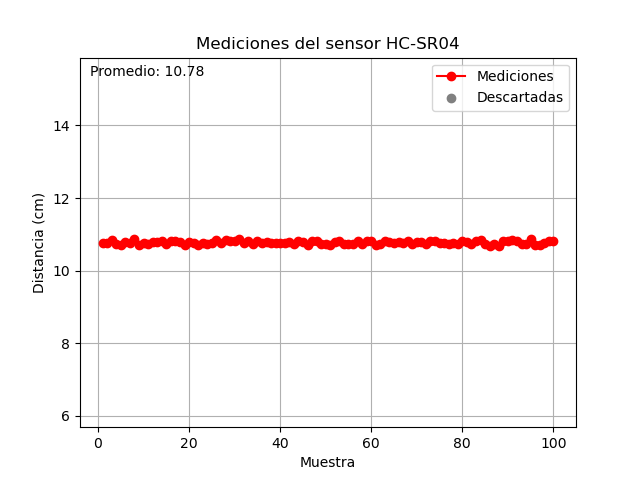 Mediciones del sensor HC-SR04
Promedio: 10.78
Mediciones
Descartadas
Distancia (cm)
14
12
10
8
6
0 20 40 60 80 100
Muestra